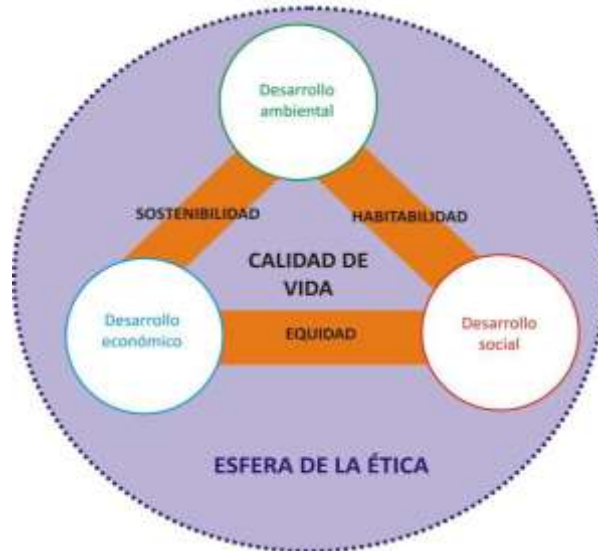 Desarrollo
ambiental
SOSTENIBILIDAD
HABITABILIDAD
CALIDAD DE
VIDA
Desarrollo
económico
EQUIDAD
Desarrollo
social
ESFERA DE LA ÉTICA